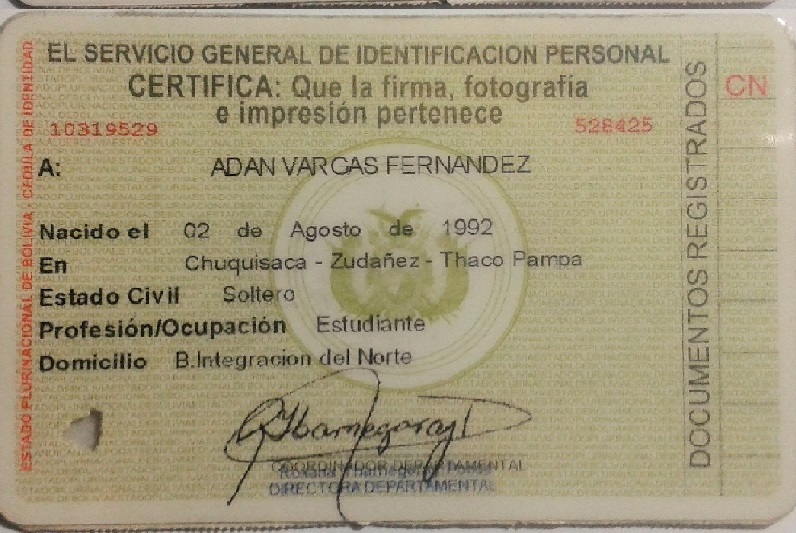 EL SERVICIO GENERAL DE IDENTIFICACION PERSONAL
CERTIFICA: Que la firma, fotografía
e impresión pertenece
10319529
528425
A: ADAN VARGAS FERNANDEZ
Nacido el 02 de Agosto de 1992
En Chuquisaca - Zudañez - Thaco Pampa
Estado Civil Soltero
Profesión/Ocupación Estudiante
Domicilio B.Integracion del Norte
COORDINADOR DEPARTAMENTAL
DIRECTORA DEPARTAMENTAL
ESTADO PLURINACIONAL DE BOLIVIA CEDULA DE IDENTIDAD
DOCUMENTOS REGISTRADOS
CN